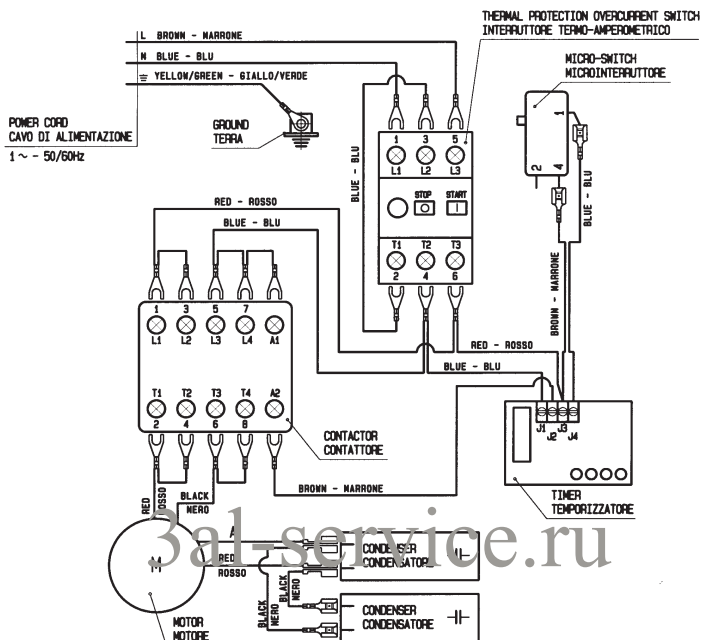 THERMAL PROTECTION OVERCURRENT SWITCH
INTERRUTTORE TERMO-AMPEROMETRICO
L BROWN - MARRONE
N BLUE - BLU
YELLOW/GREEN - GIALLO/VERDE
MICRO-SWITCH
MICROINTERRUTTORE
POWER CORD
CAVO DI ALIMENTAZIONE
1 ~ - 50/60Hz
GROUND
TERRA
1 3 5
L1 L2 L3
STOP START
O I
T1 T2 T3
2 4 6
BLUE - BLU
1
2 4
BLUE - BLU
BROWN - MARRONE
RED - ROSSO
BLUE - BLU
1 3 5 7
L1 L2 L3 L4 A1
T1 T2 T3 T4 A2
2 4 6 8
RED - ROSSO
BLUE - BLU
J1 J2 J3 J4
CONTACTOR
CONTATTORE
BROWN - MARRONE
TIMER
TEMPORIZZATORE
RED
ROSSO
BLACK
NERO
3al-service.ru
M
RED
ROSSO
CONDENSER
CONDENSATORE
BLACK
NERO
BLACK
NERO
CONDENSER
CONDENSATORE
MOTOR
MOTORE